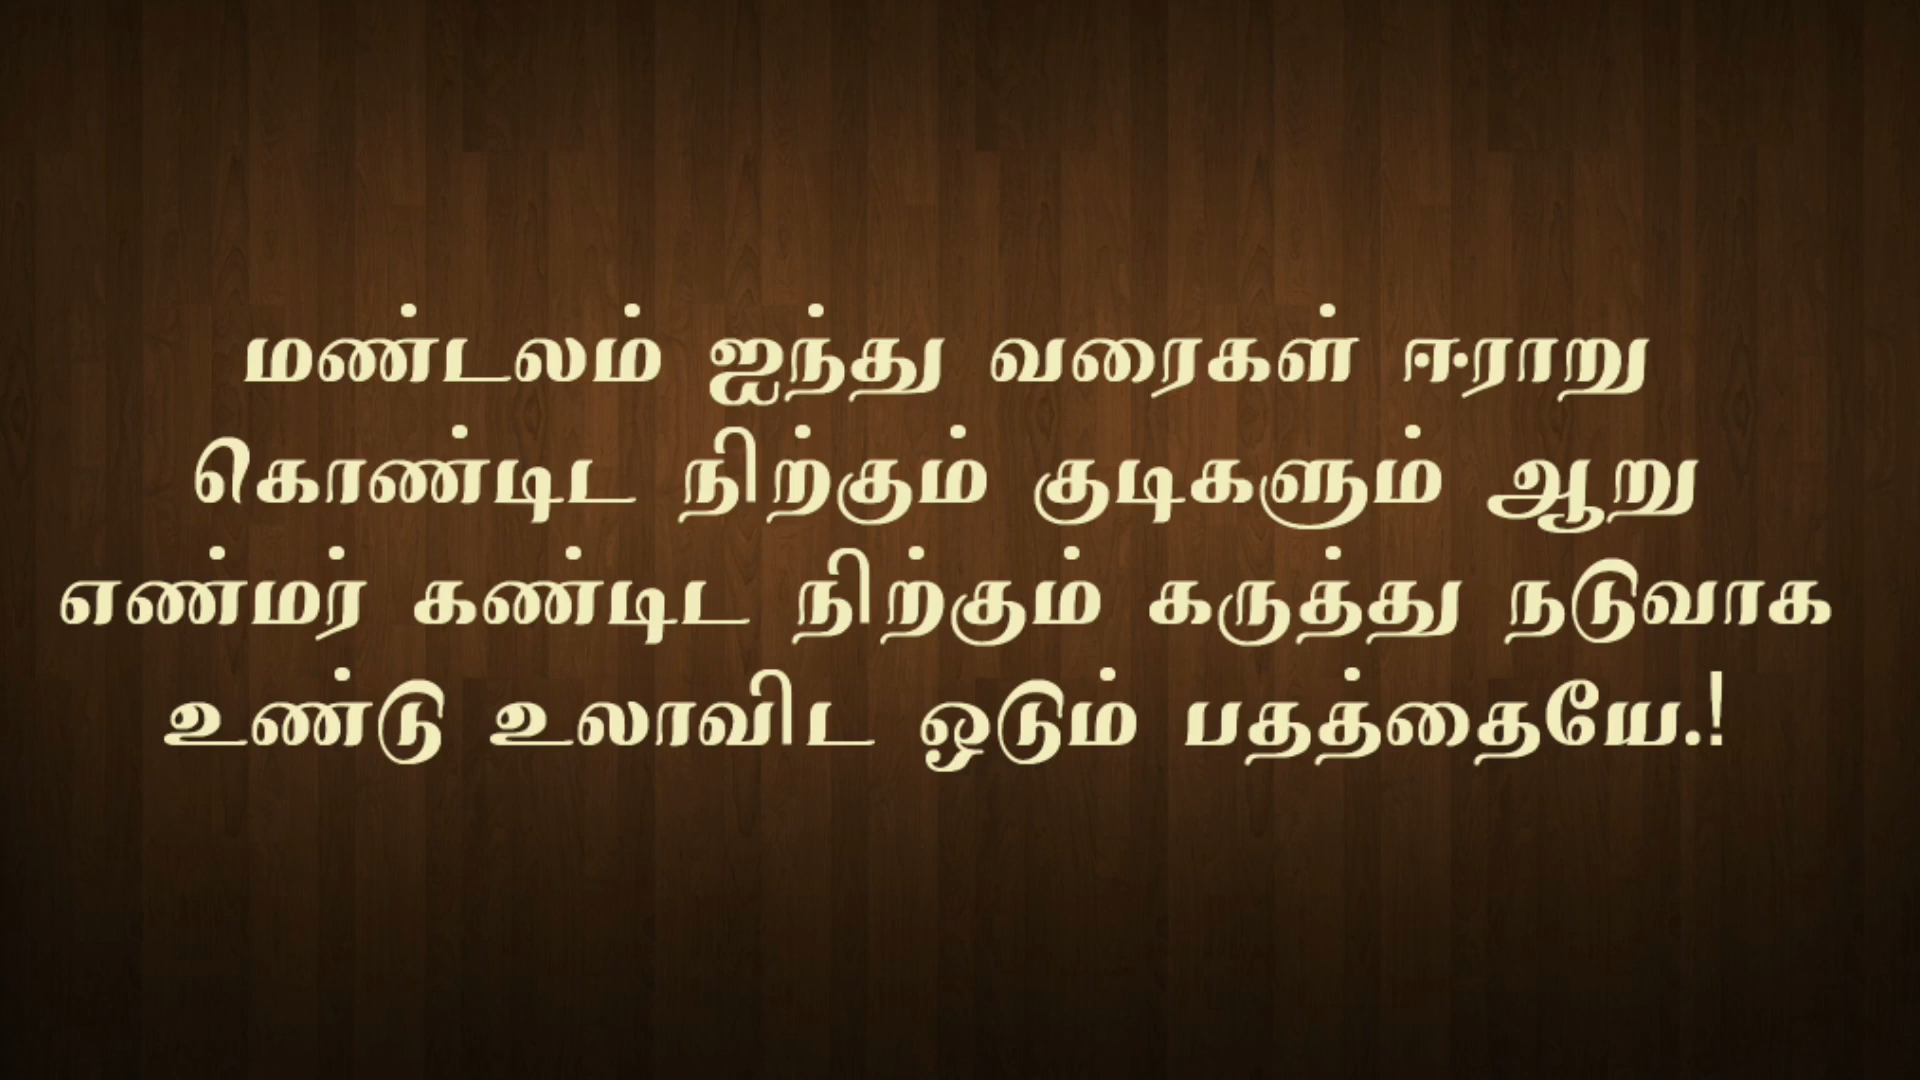 மண்டலம் ஐந்து வரைகள் ஈராறு
கொண்டிட நிற்கும் குடிகளும் ஆறு
எண்மர் கண்டிட நிற்கும் கருத்து நடுவாக
உண்டு உலாவிட ஓடும் பதத்தையே.!